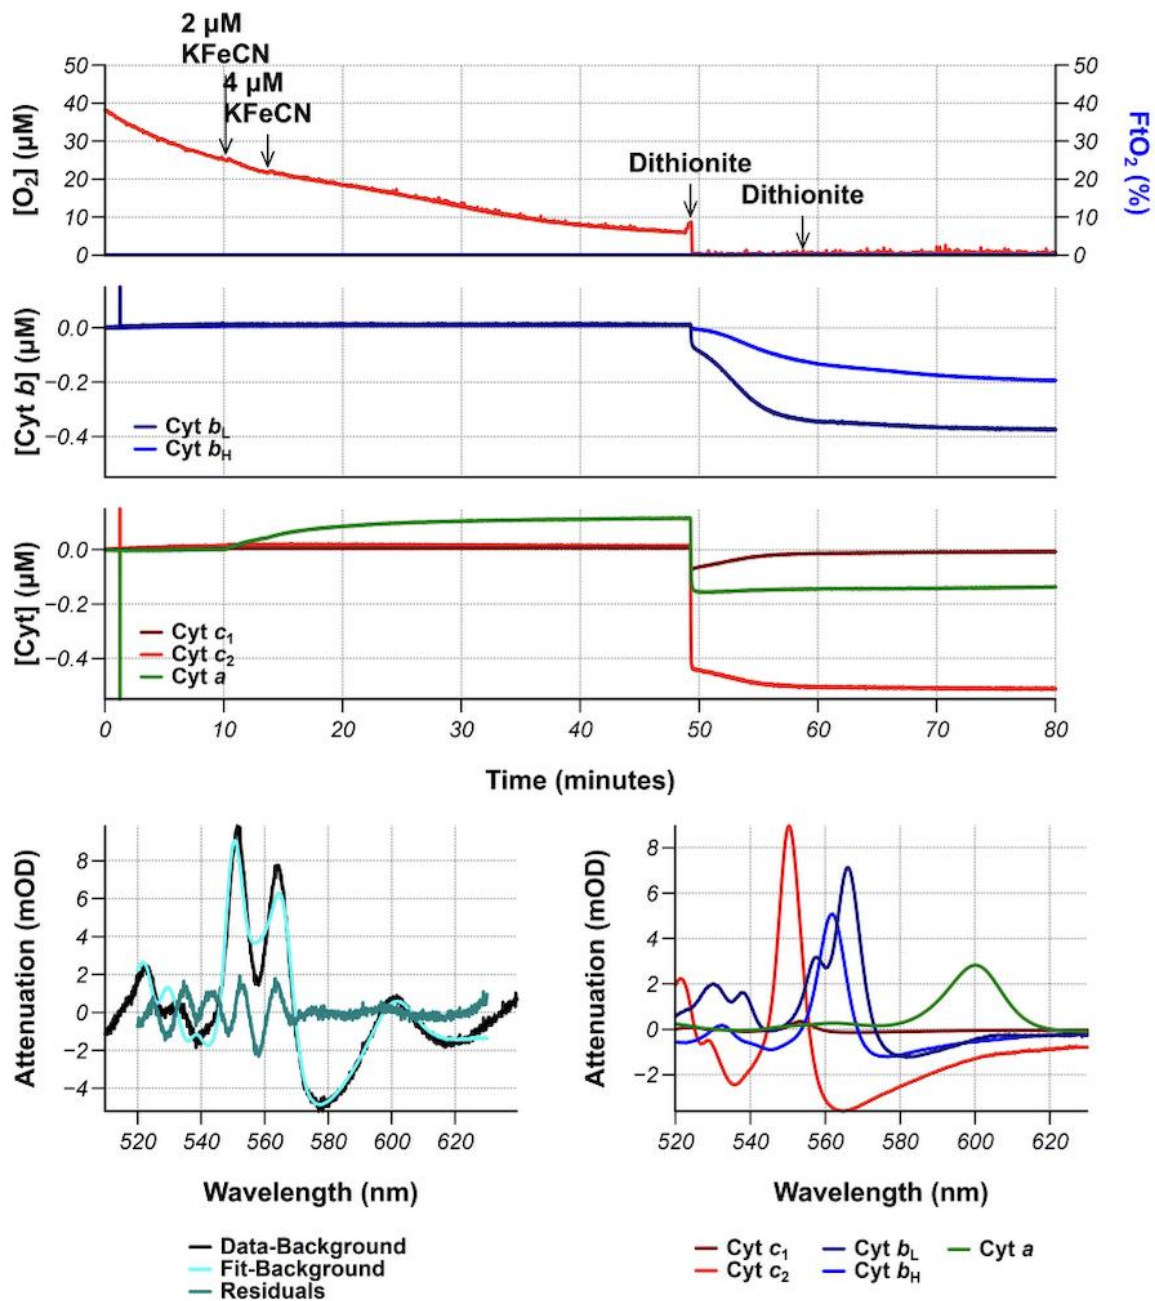 2 µM
KFeCN
4 µM
KFeCN
Dithionite
Dithionite
[O₂] (µM)
50
40
30
20
10
0
50
40
30
20
10
0
FtO₂ (%)
[Cyt b] (µM)
0.0
−0.2
−0.4
Cyt bL
Cyt bH
[Cyt] (µM)
0.0
−0.2
−0.4
Cyt c₁
Cyt c₂
Cyt a
0 10 20 30 40 50 60 70 80
Time (minutes)
Attenuation (mOD)
8
6
4
2
0
−2
−4
520 540 560 580 600 620
Wavelength (nm)
Data-Background
Fit-Background
Residuals
Attenuation (mOD)
8
6
4
2
0
−2
520 540 560 580 600 620
Wavelength (nm)
Cyt c₁ Cyt bL Cyt a
Cyt c₂ Cyt bH